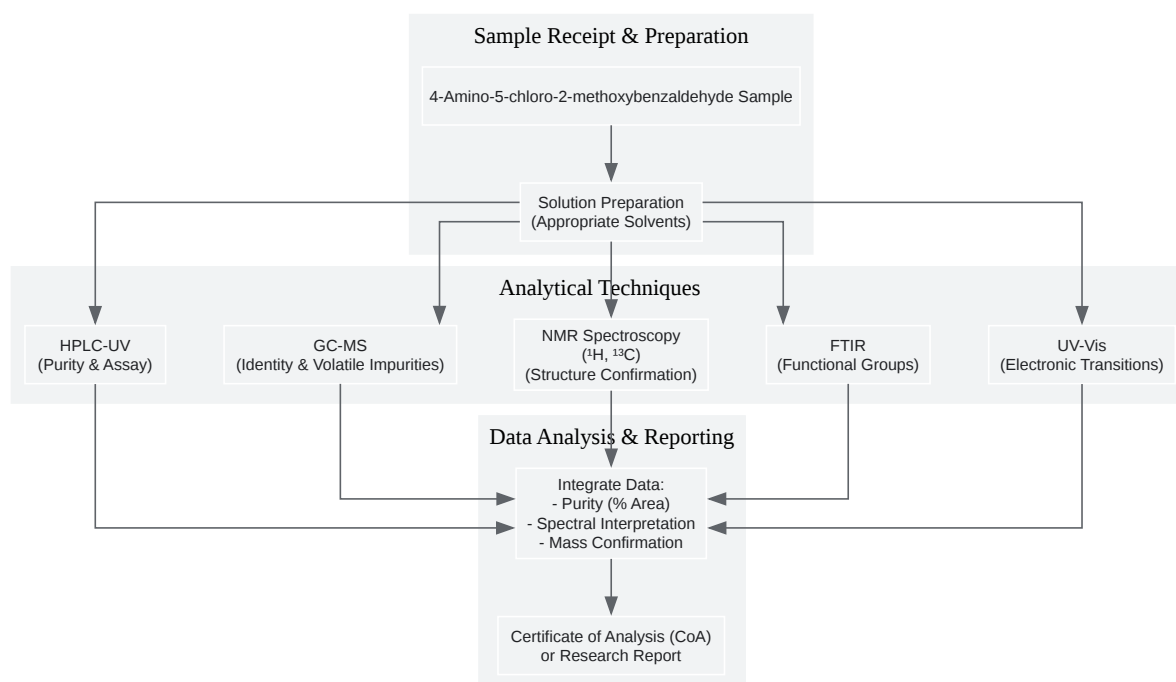 Sample Receipt & Preparation
4-Amino-5-chloro-2-methoxybenzaldehyde Sample
Solution Preparation
(Appropriate Solvents)
Analytical Techniques
HPLC-UV
(Purity & Assay)
GC-MS
(Identity & Volatile Impurities)
NMR Spectroscopy
(¹H, ¹³C)
(Structure Confirmation)
FTIR
(Functional Groups)
UV-Vis
(Electronic Transitions)
Data Analysis & Reporting
Integrate Data:
- Purity (% Area)
- Spectral Interpretation
- Mass Confirmation
Certificate of Analysis (CoA)
or Research Report